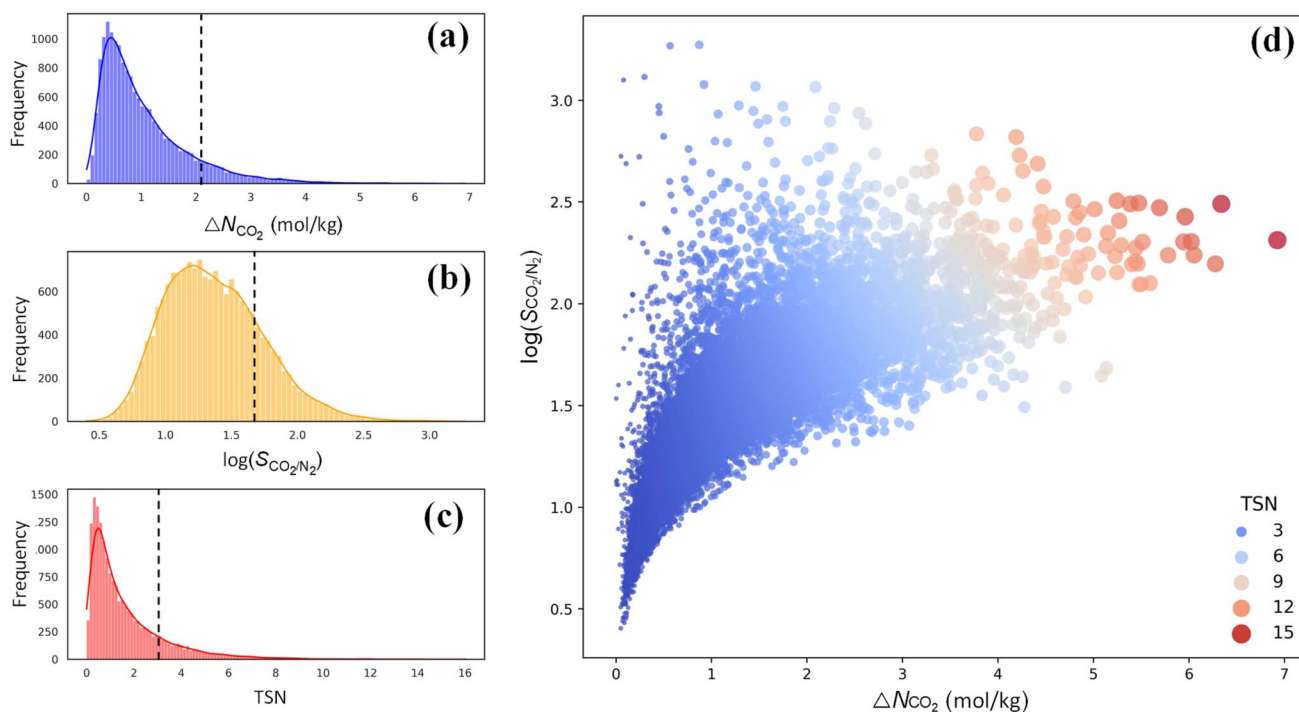 (a)
Frequency
1000
800
600
400
200
0
0 1 2 3 4 5 6 7
△N_CO₂ (mol/kg)
(b)
Frequency
600
400
200
0
0.5 1.0 1.5 2.0 2.5 3.0
log(S_CO₂/N₂)
(c)
Frequency
1500
.1250
.1000
750
500
250
0
0 2 4 6 8 10 12 14 16
TSN
(d)
log(S_CO₂/N₂)
3.0
2.5
2.0
1.5
1.0
0.5
0 1 2 3 4 5 6 7
△N_CO₂ (mol/kg)
TSN
3
6
9
12
15